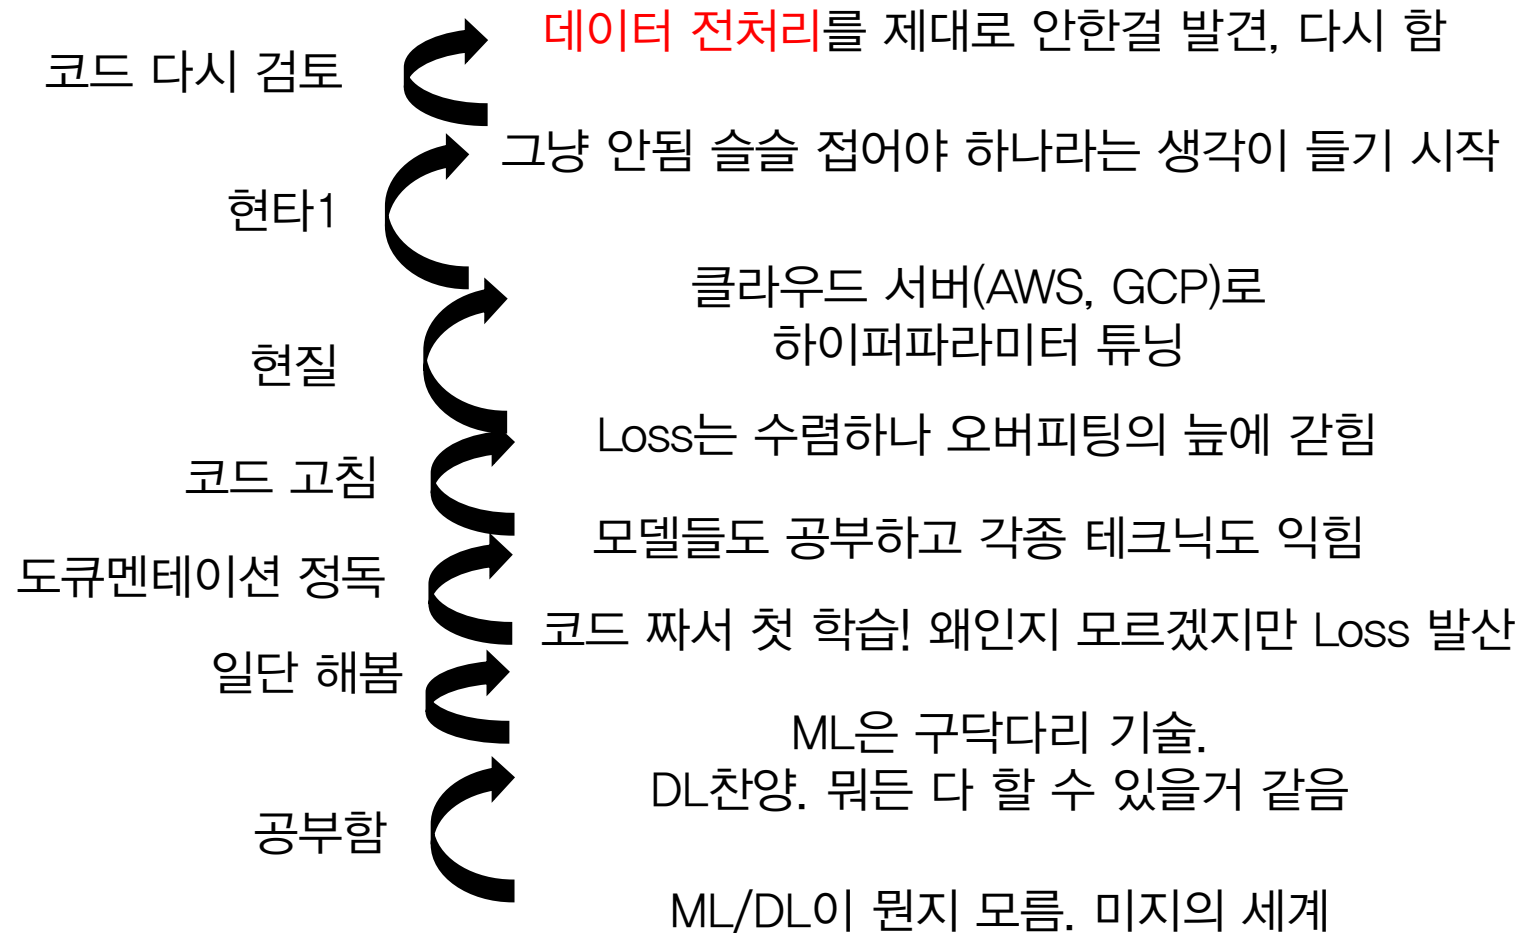 데이터 전처리를 제대로 안한걸 발견, 다시 함
코드 다시 검토
그냥 안됨 슬슬 접어야 하나라는 생각이 들기 시작
현타1
클라우드 서버(AWS, GCP)로
하이퍼파라미터 튜닝
현질
Loss는 수렴하나 오버피팅의 늪에 갇힘
코드 고침
모델들도 공부하고 각종 테크닉도 익힘
도큐멘테이션 정독
코드 짜서 첫 학습! 왜인지 모르겠지만 Loss 발산
일단 해봄
ML은 구닥다리 기술.
DL찬양. 뭐든 다 할 수 있을거 같음
공부함
ML/DL이 뭔지 모름. 미지의 세계